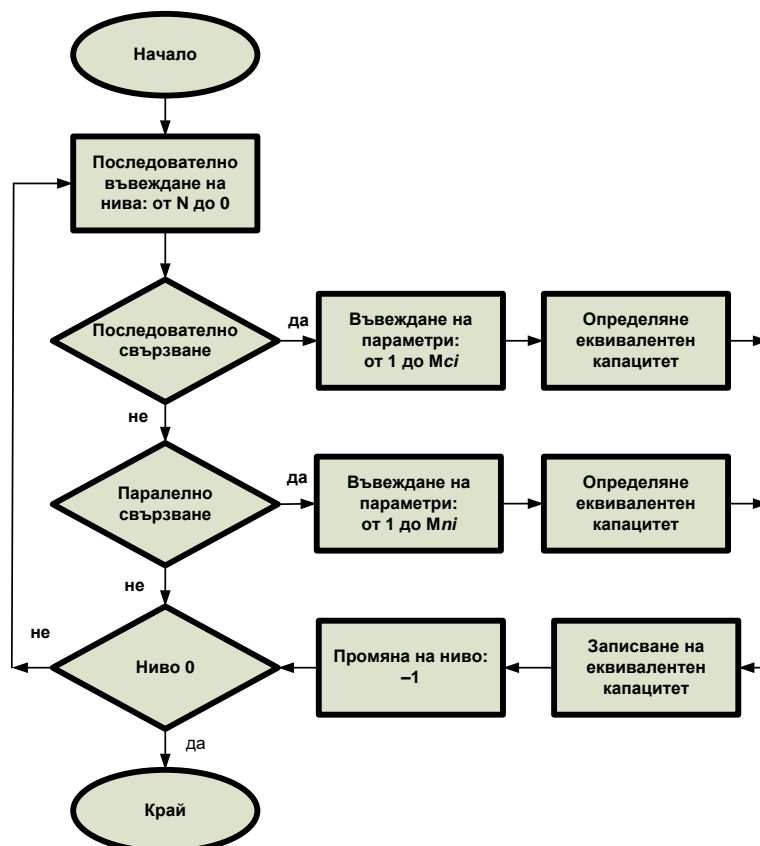 Начало
Последователно
въвеждане на
нива: от N до 0
Последователно
свързване
да
Въвеждане на
параметри:
от 1 до Mci
Определяне
еквивалентен
капацитет
не
Паралелно
свързване
да
Въвеждане на
параметри:
от 1 до Mni
Определяне
еквивалентен
капацитет
не
не
Ниво 0
Промяна на ниво:
–1
Записване на
еквивалентен
капацитет
да
Край